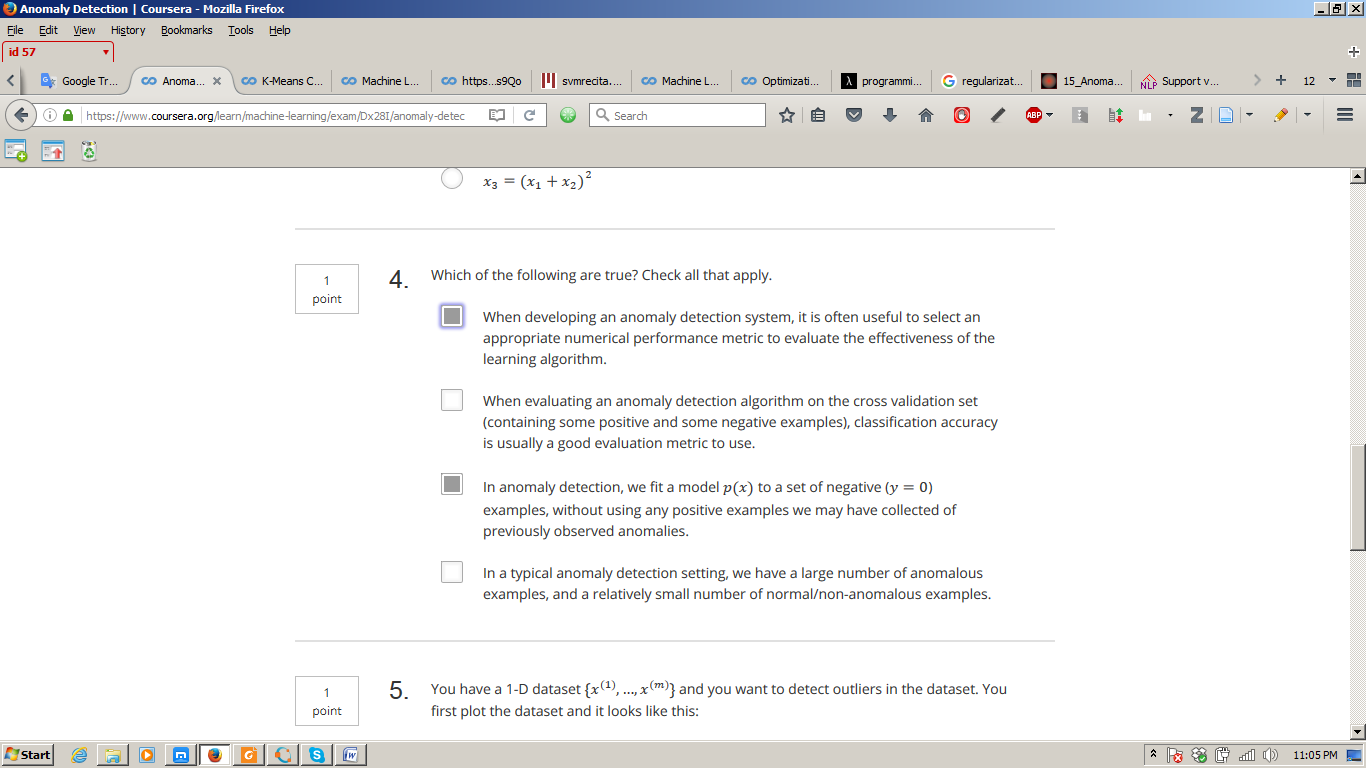 Anomaly Detection | Coursera - Mozilla Firefox
File Edit View History Bookmarks Tools Help
id 57
Google Tr... Anoma... K-Means C... Machine L... https...s9Qo svmrecita... Machine L... Optimizati... programmi... regularizat... 15_Anoma... NLP Support v... 12
https://www.coursera.org/learn/machine-learning/exam/Dx28I/anomaly-detec Search ABP Z
x₃ = (x₁ + x₂)²
1 point
4. Which of the following are true? Check all that apply.
When developing an anomaly detection system, it is often useful to select an
appropriate numerical performance metric to evaluate the effectiveness of the
learning algorithm.
When evaluating an anomaly detection algorithm on the cross validation set
(containing some positive and some negative examples), classification accuracy
is usually a good evaluation metric to use.
In anomaly detection, we fit a model p(x) to a set of negative (y = 0)
examples, without using any positive examples we may have collected of
previously observed anomalies.
In a typical anomaly detection setting, we have a large number of anomalous
examples, and a relatively small number of normal/non-anomalous examples.
1 point
5. You have a 1-D dataset {x⁽¹⁾, …, x⁽ᵐ⁾} and you want to detect outliers in the dataset. You
first plot the dataset and it looks like this:
Start 11:05 PM